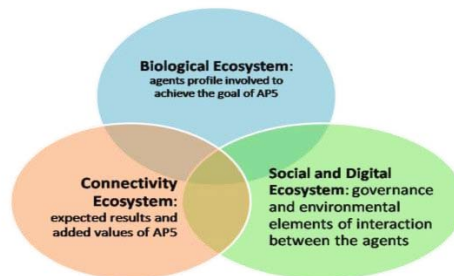 Biological Ecosystem:
agents profile involved to
achieve the goal of AP5
Connectivity
Ecosystem:
expected results and
added values of AP5
Social and Digital
Ecosystem: governance
and environmental
elements of interaction
between the agents